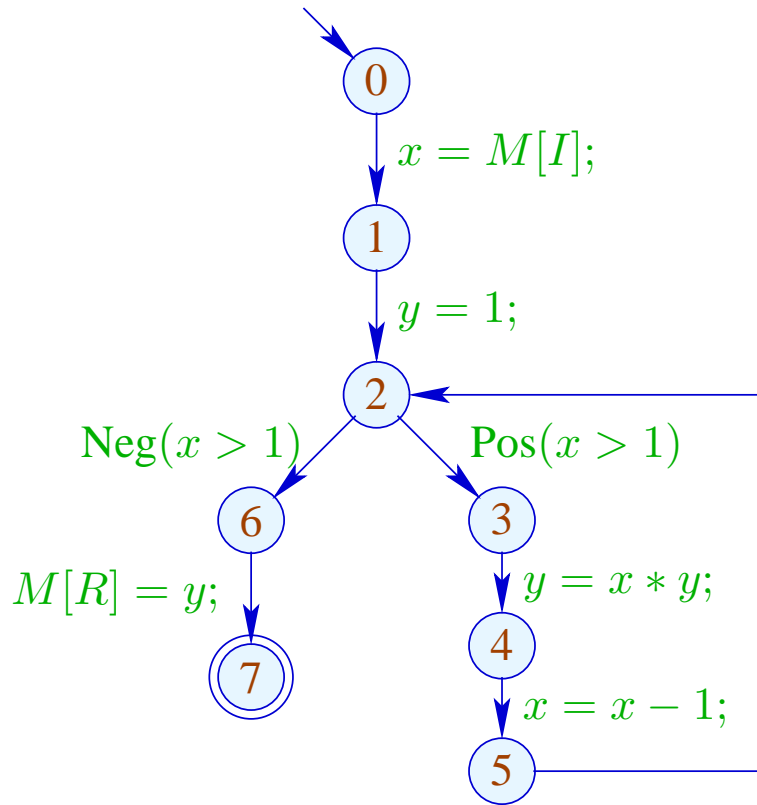 0
x = M[I];
1
y = 1;
2
Neg(x > 1)
Pos(x > 1)
6
3
M[R] = y;
y = x ∗ y;
7
4
x = x − 1;
5